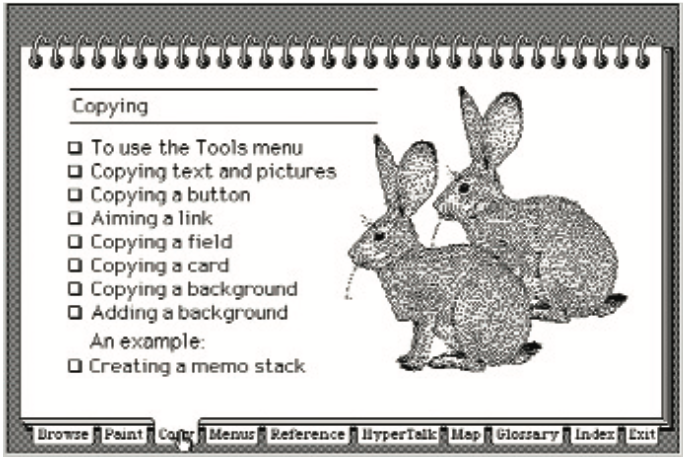 Copying
To use the Tools menu
Copying text and pictures
Copying a button
Aiming a link
Copying a field
Copying a card
Copying a background
Adding a background
An example:
Creating a memo stack
Browse Paint Copy Menus Reference HyperTalk Map Glossary Index Exit